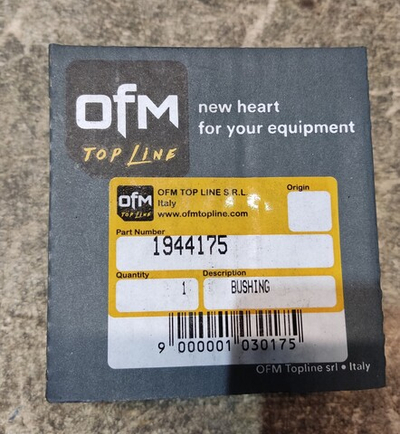 OFM
TOP LINE
new heart
for your equipment
OFM
TOP LINE
OFM TOP LINE S.R.L.
Italy
www.ofmtopline.com
Origin
Part Number
1944175
Quantity
1
Description
BUSHING
9 000001 030175
OFM Topline srl • Italy